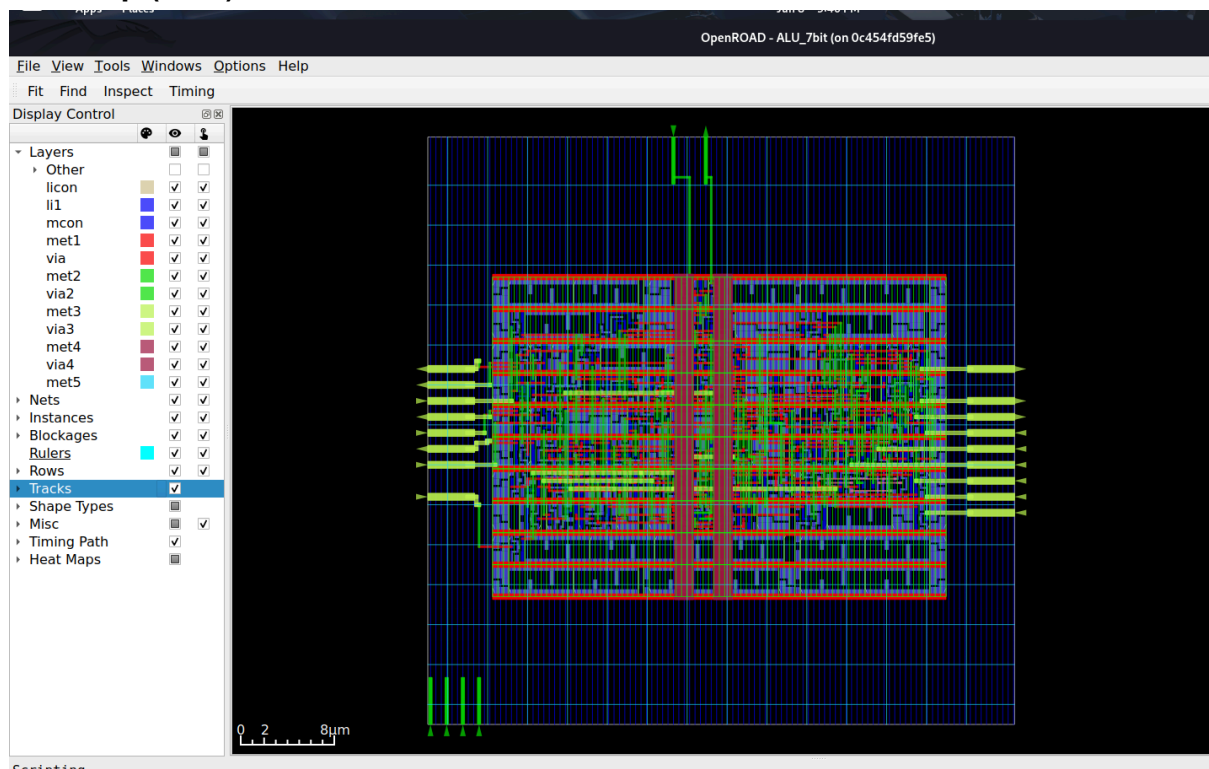 OpenROAD - ALU_7bit (on 0c454fd59fe5)
File View Tools Windows Options Help
Fit Find Inspect Timing
Display Control
Layers
Other
licon
li1
mcon
met1
via
met2
via2
met3
via3
met4
via4
met5
Nets
Instances
Blockages
Rulers
Rows
Tracks
Shape Types
Misc
Timing Path
Heat Maps
0 2 8μm